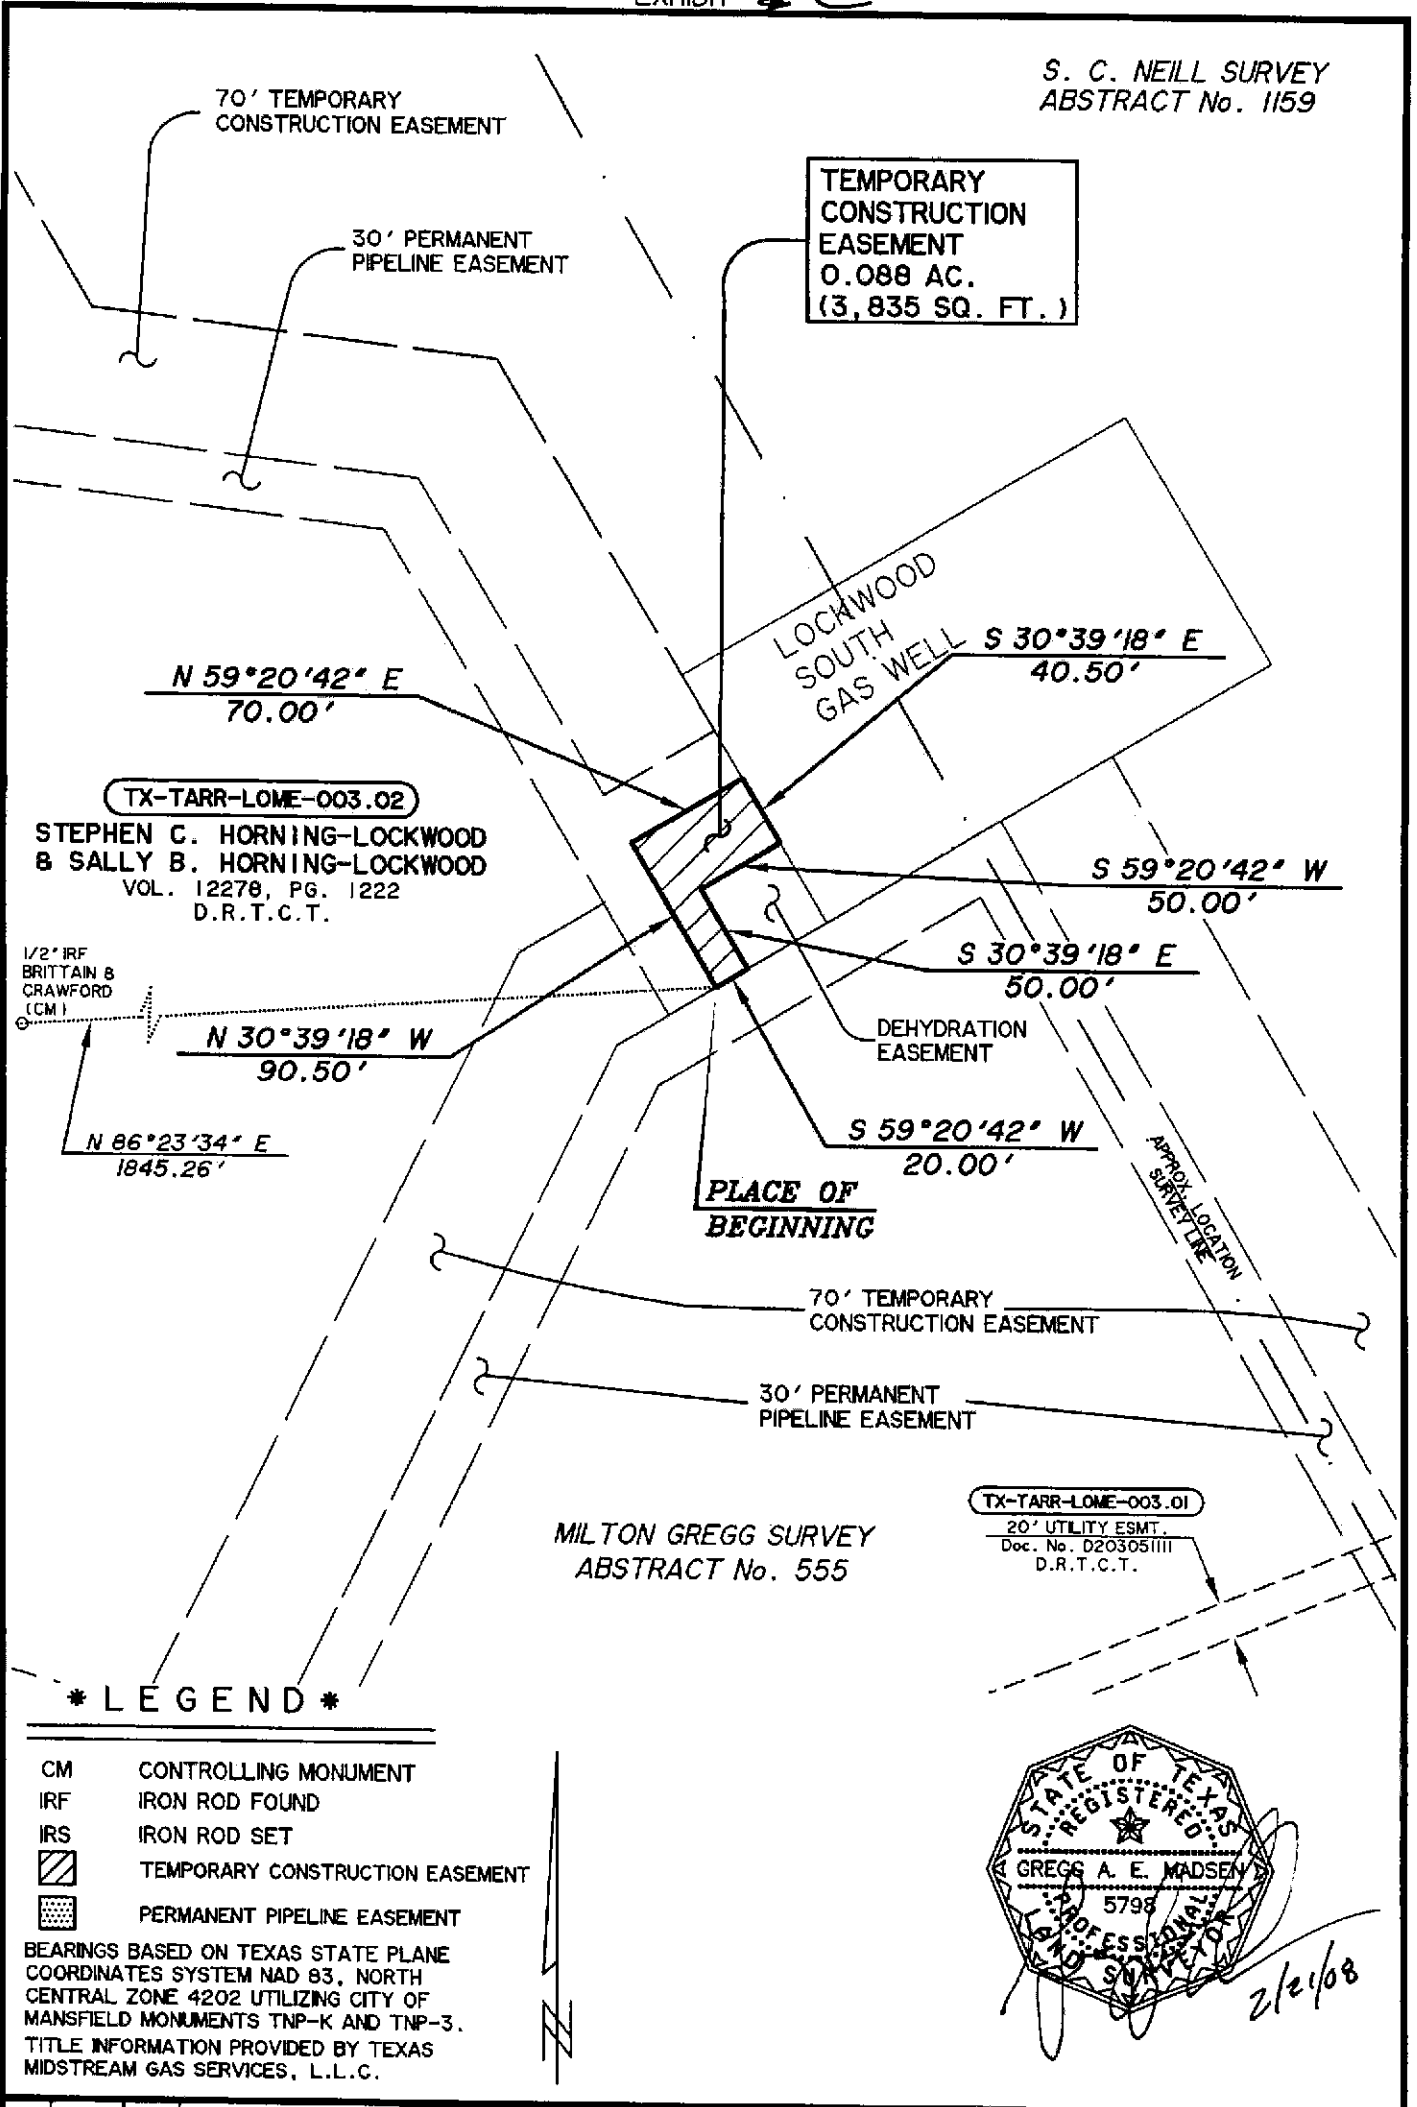 EXHIBIT
S. C. NEILL SURVEY
ABSTRACT No. 1159
70' TEMPORARY
CONSTRUCTION EASEMENT
TEMPORARY
CONSTRUCTION
EASEMENT
0.088 AC.
(3,835 SQ. FT.)
30' PERMANENT
PIPELINE EASEMENT
LOCKWOOD
SOUTH
GAS WELL
S 30°39'18" E
40.50'
N 59°20'42" E
70.00'
TX-TARR-LOME-003.02
STEPHEN C. HORNING-LOCKWOOD
& SALLY B. HORNING-LOCKWOOD
VOL. 12278, PG. 1222
D.R.T.C.T.
S 59°20'42" W
50.00'
S 30°39'18" E
50.00'
1/2" IRF
BRITTAIN &
CRAWFORD
(CM)
N 30°39'18" W
90.50'
DEHYDRATION
EASEMENT
N 86°23'34" E
1845.26'
S 59°20'42" W
20.00'
PLACE OF
BEGINNING
APPROX. LOCATION
SURVEY LINE
70' TEMPORARY
CONSTRUCTION EASEMENT
30' PERMANENT
PIPELINE EASEMENT
TX-TARR-LOME-003.01
20' UTILITY ESMT.
Doc. No. D203051111
D.R.T.C.T.
MILTON GREGG SURVEY
ABSTRACT No. 555
* LEGEND *
CM CONTROLLING MONUMENT
IRF IRON ROD FOUND
IRS IRON ROD SET
TEMPORARY CONSTRUCTION EASEMENT
PERMANENT PIPELINE EASEMENT
BEARINGS BASED ON TEXAS STATE PLANE
COORDINATES SYSTEM NAD 83, NORTH
CENTRAL ZONE 4202 UTILIZING CITY OF
MANSFIELD MONUMENTS TNP-K AND TNP-3.
TITLE INFORMATION PROVIDED BY TEXAS
MIDSTREAM GAS SERVICES, L.L.C.
N
STATE OF TEXAS
REGISTERED
GREGG A. E. MADSEN
5798
PROFESSIONAL
LAND SURVEYOR
2/21/08